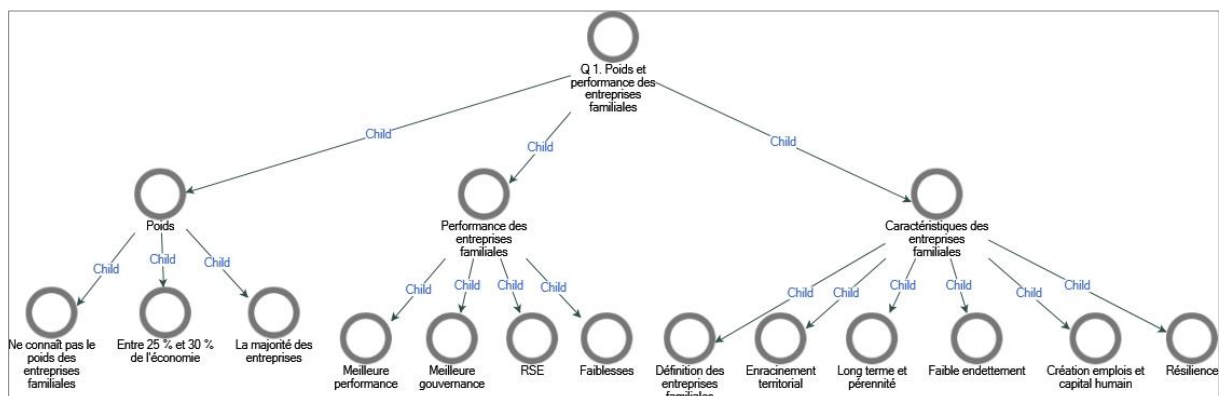 Q 1. Poids et
performance des
entreprises
familiales
Child
Child
Child
Poids
Performance des
entreprises
familiales
Caractéristiques des
entreprises
familiales
Child
Child
Child
Child
Child
Child
Child
Child
Child
Child
Child
Child
Child
Ne connaît pas le
poids des
entreprises
familiales
Entre 25 % et 30 %
de l'économie
La majorité des
entreprises
Meilleure
performance
Meilleure
gouvernance
RSE
Faiblesses
Définition des
entreprises
familiales
Enracinement
territorial
Long terme et
pérennité
Faible endettement
Création emplois et
capital humain
Résilience